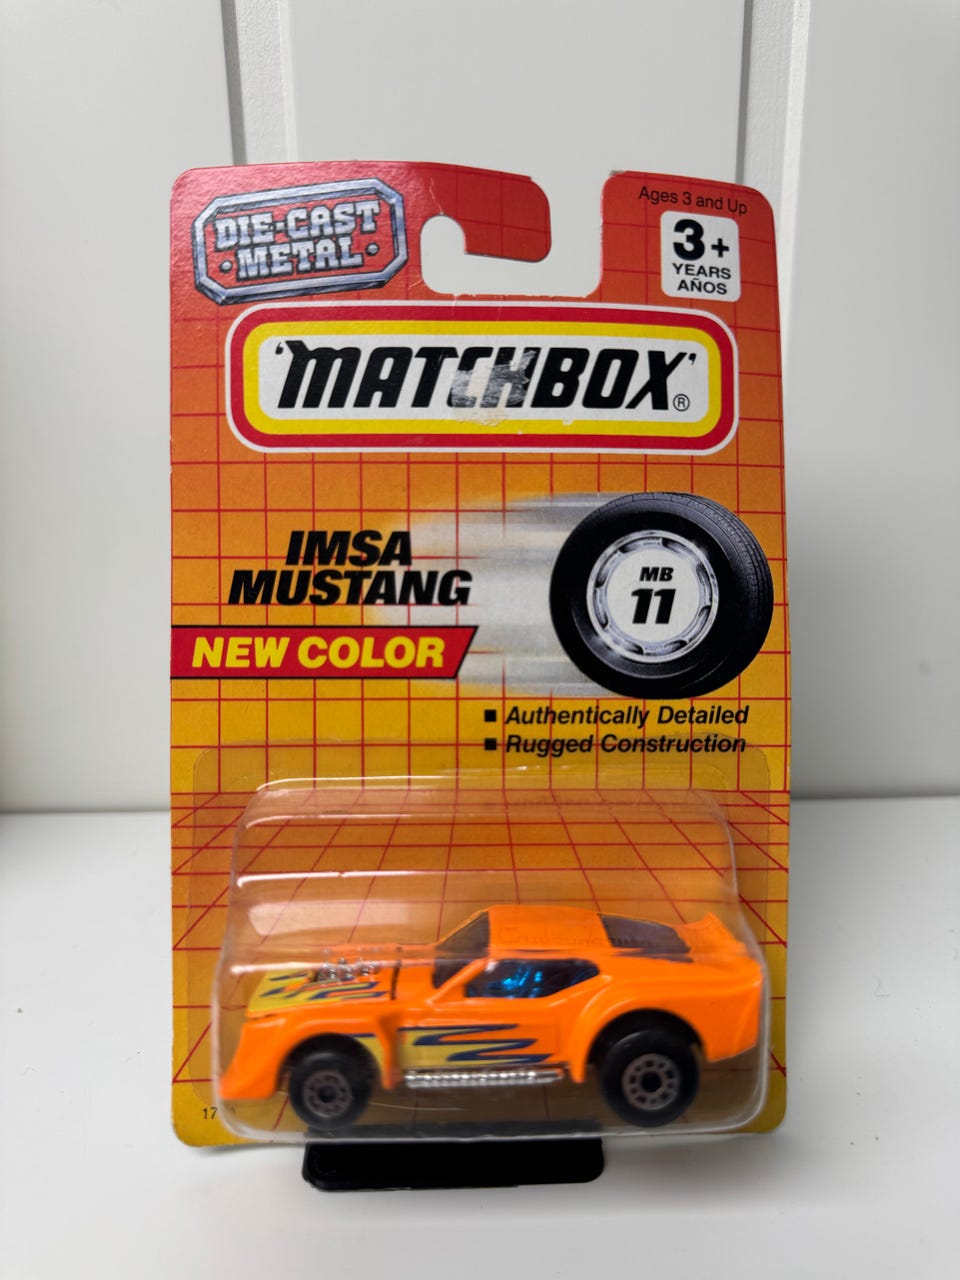 DIE-CAST
METAL
Ages 3 and Up
3+
YEARS
AÑOS
'MATCHBOX'®
IMSA
MUSTANG
NEW COLOR
MB
11
■ Authentically Detailed
■ Rugged Construction